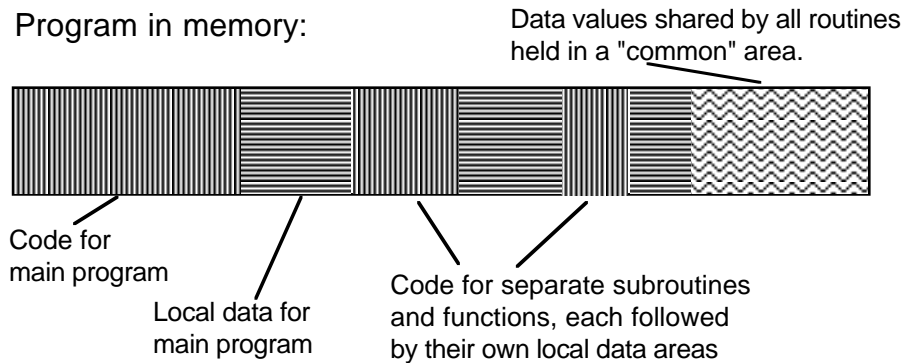 Program in memory:
Data values shared by all routines
held in a "common" area.
Code for
main program
Local data for
main program
Code for separate subroutines
and functions, each followed
by their own local data areas